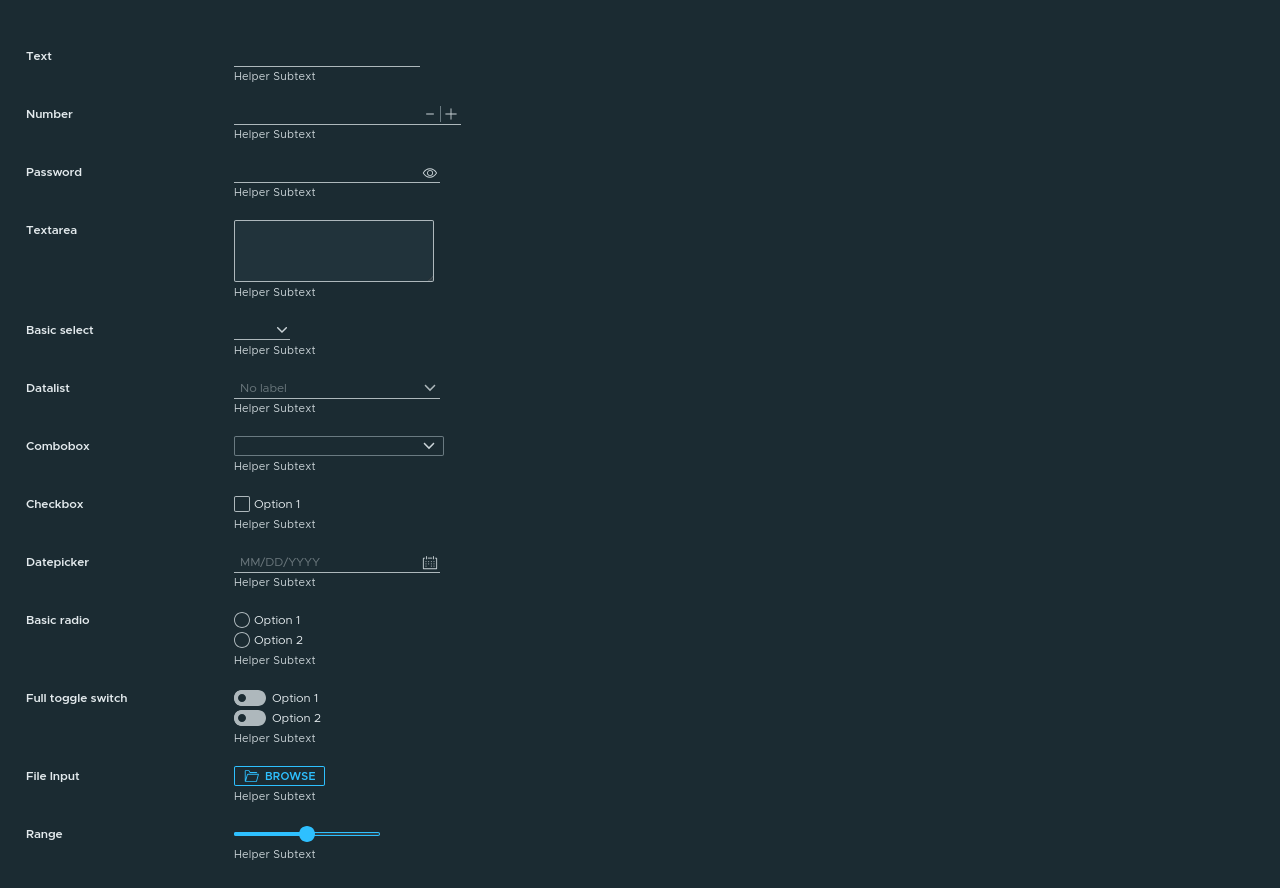 Text
Helper Subtext
Number
Helper Subtext
Password
Helper Subtext
Textarea
Helper Subtext
Basic select
Helper Subtext
Datalist
No label
Helper Subtext
Combobox
Helper Subtext
Checkbox
Option 1
Helper Subtext
Datepicker
MM/DD/YYYY
Helper Subtext
Basic radio
Option 1
Option 2
Helper Subtext
Full toggle switch
Option 1
Option 2
Helper Subtext
File Input
BROWSE
Helper Subtext
Range
Helper Subtext